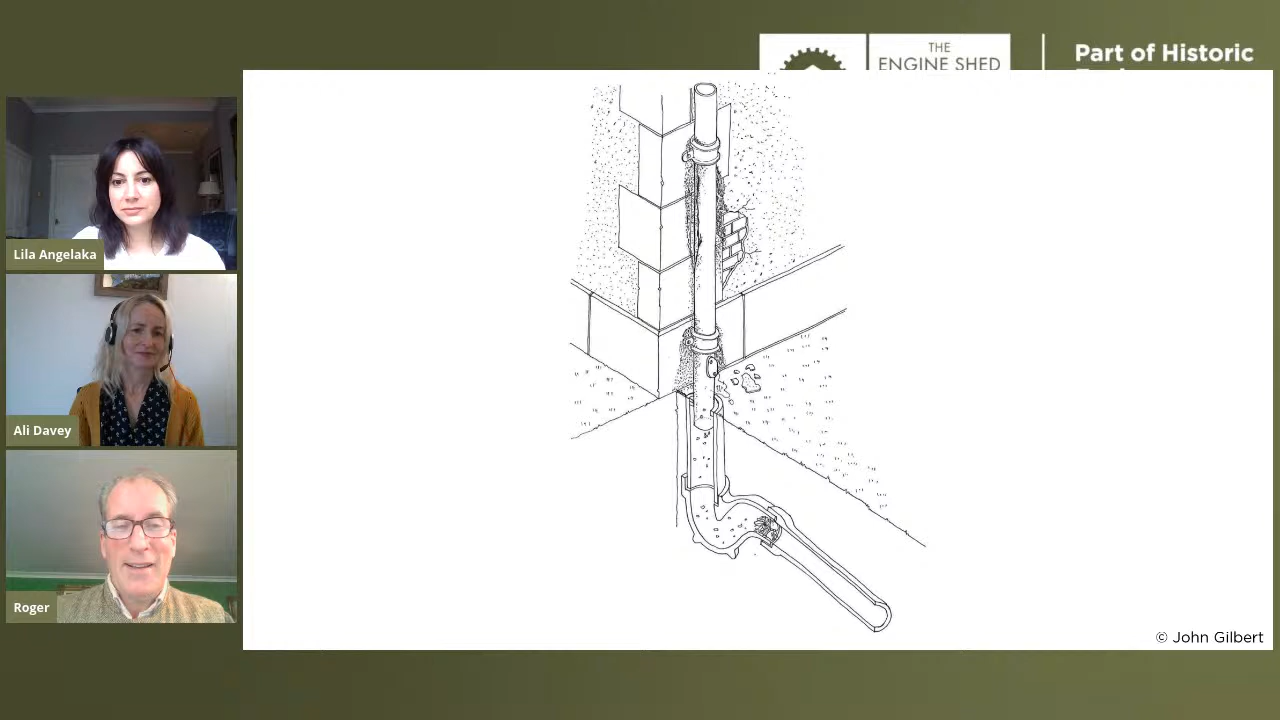 THE
ENGINE SHED
Part of Historic
Lila Angelaka
Ali Davey
Roger
© John Gilbert